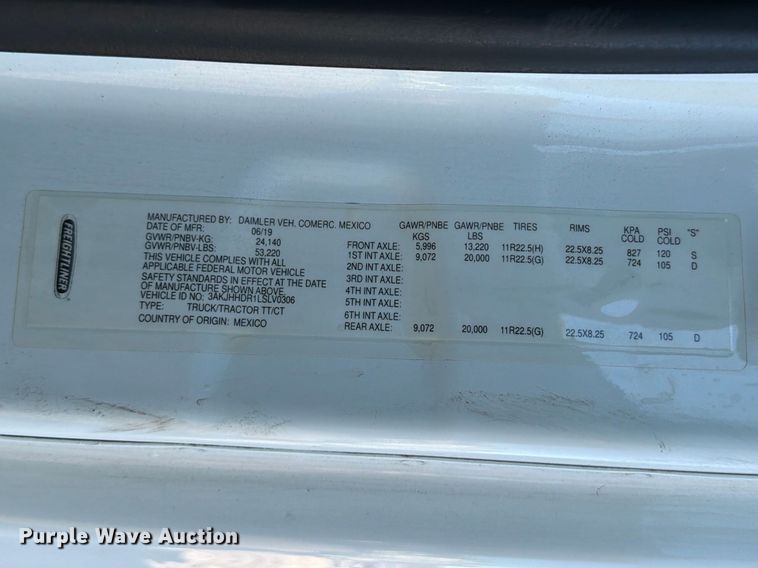 FREIGHTLINER
MANUFACTURED BY: DAIMLER VEH. COMERC. MEXICO
DATE OF MFR: 06/19
GVWR/PNBV-KG: 24,140
GVWR/PNBV-LBS: 53,220
THIS VEHICLE COMPLIES WITH ALL
APPLICABLE FEDERAL MOTOR VEHICLE
SAFETY STANDARDS IN EFFECT AT THE DATE
OF MANUFACTURE SHOWN ABOVE.
VEHICLE ID: 3AKJHHDR1LSLV0306
TYPE: TRUCK/TRACTOR TT/CT
COUNTRY OF ORIGIN: MEXICO
GAWR/PNBE GAWR/PNBE TIRES RIMS KPA PSI "S"
KGS LBS COLD COLD
FRONT AXLE: 5,996 13,220 11R22.5(H) 22.5X8.25 827 120 S
1ST INT AXLE: 9,072 20,000 11R22.5(G) 22.5X8.25 724 105 D
2ND INT AXLE:
3RD INT AXLE:
4TH INT AXLE:
5TH INT AXLE:
6TH INT AXLE:
REAR AXLE: 9,072 20,000 11R22.5(G) 22.5X8.25 724 105 D
Purple Wave Auction®